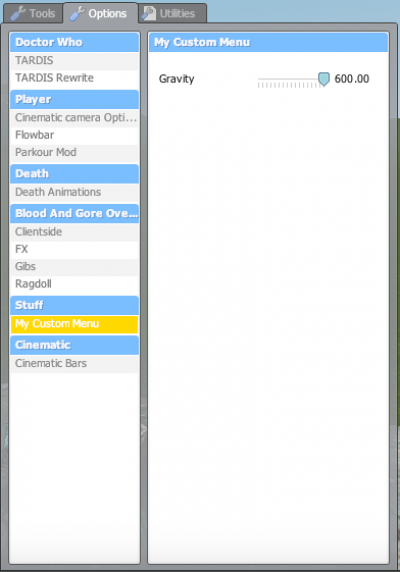 Tools
Options
Utilities
Doctor Who
TARDIS
TARDIS Rewrite
Player
Cinematic camera Opti...
Flowbar
Parkour Mod
Death
Death Animations
Blood And Gore Ove...
Clientside
FX
Gibs
Ragdoll
Stuff
My Custom Menu
Cinematic
Cinematic Bars
My Custom Menu
Gravity 600.00